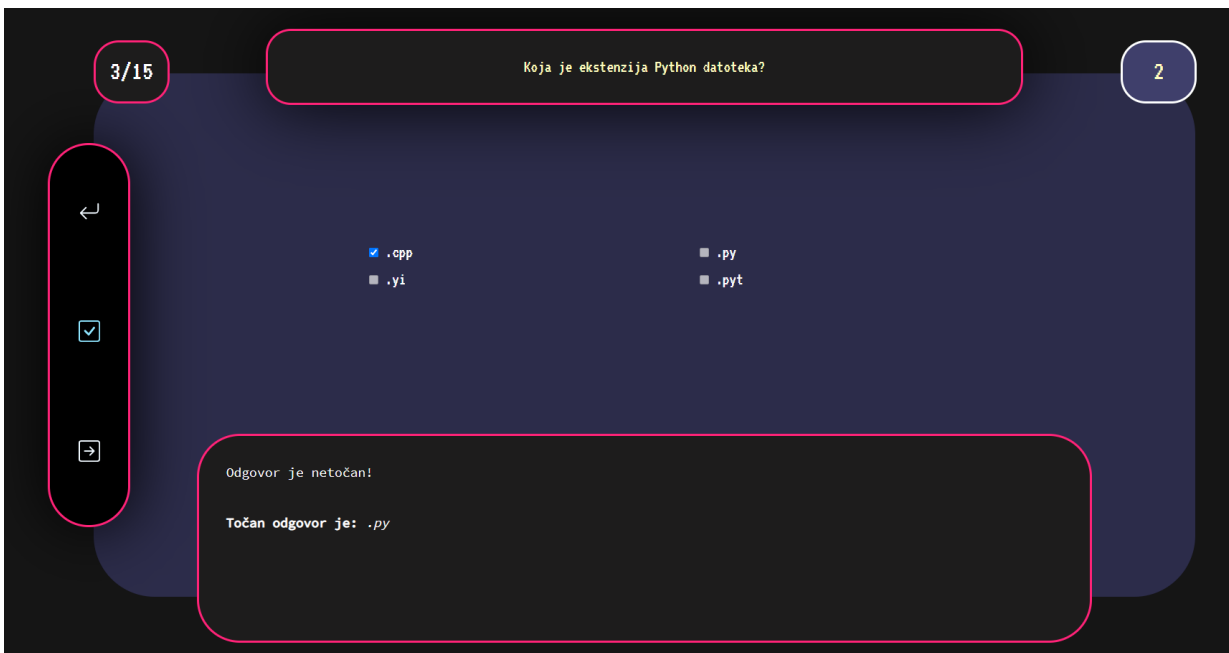 3/15
Koja je ekstenzija Python datoteka?
2
.cpp
.py
.yi
.pyt
Odgovor je netočan!
Točan odgovor je: .py